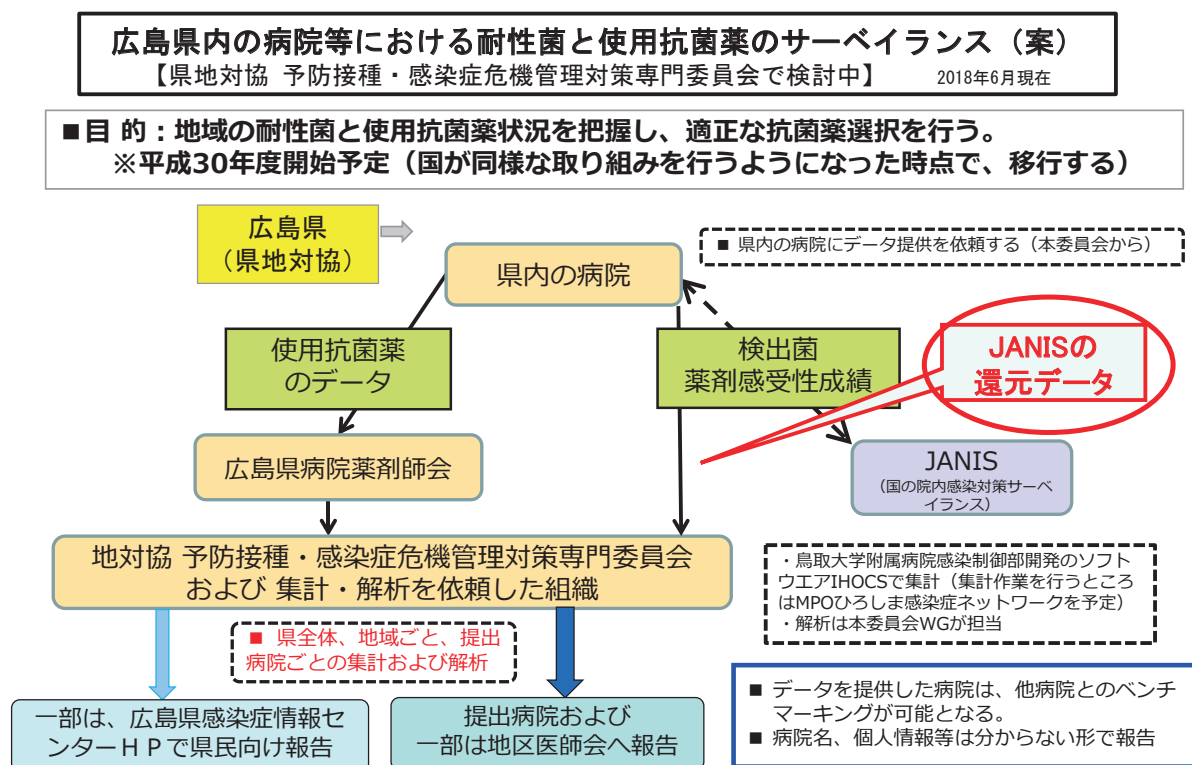 広島県内の病院等における耐性菌と使用抗菌薬のサーベイランス（案）
【県地対協 予防接種・感染症危機管理対策専門委員会で検討中】 2018年6月現在
■目 的：地域の耐性菌と使用抗菌薬状況を把握し、適正な抗菌薬選択を行う。
※平成30年度開始予定（国が同様な取り組みを行うようになった時点で、移行する）
広島県
（県地対協）
県内の病院
■ 県内の病院にデータ提供を依頼する（本委員会から）
使用抗菌薬
のデータ
検出菌
薬剤感受性成績
JANISの
還元データ
広島県病院薬剤師会
JANIS
（国の院内感染対策サーベ
イランス）
地対協 予防接種・感染症危機管理対策専門委員会
および 集計・解析を依頼した組織
・鳥取大学附属病院感染制御部開発のソフト
ウエアIHOCSで集計（集計作業を行うところ
はMPOひろしま感染症ネットワークを予定）
・解析は本委員会WGが担当
■ 県全体、地域ごと、提出
病院ごとの集計および解析
一部は、広島県感染症情報セ
ンターＨＰで県民向け報告
提出病院および
一部は地区医師会へ報告
■ データを提供した病院は、他病院とのベンチ
マーキングが可能となる。
■ 病院名、個人情報等は分からない形で報告